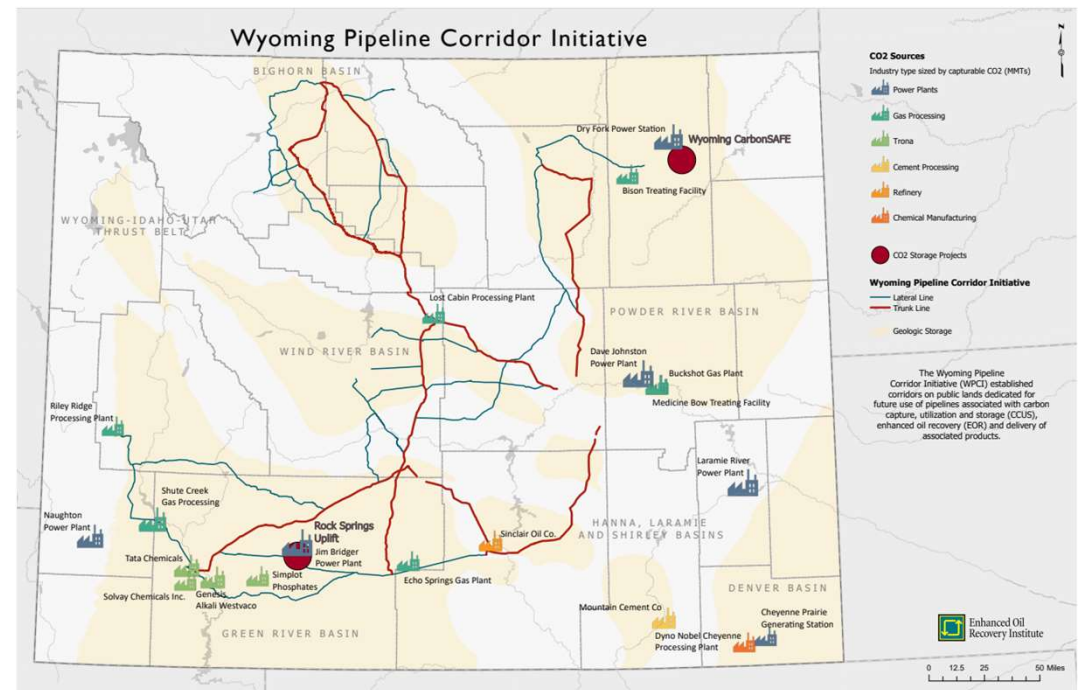 Wyoming Pipeline Corridor Initiative
N
BIGHORN BASIN
Dry Fork Power Station
Wyoming CarbonSAFE
Bison Treating Facility
WYOMING-IDAHO-UTAH
THRUST BELT
Lost Cabin Processing Plant
POWDER RIVER BASIN
WIND RIVER BASIN
Dave Johnston
Power Plant
Buckshot Gas Plant
Medicine Bow Treating Facility
Riley Ridge
Processing Plant
Laramie River
Power Plant
Shute Creek
Gas Processing
Naughton
Power Plant
Rock Springs
Uplift
Jim Bridger
Power Plant
Sinclair Oil Co.
HANNA, LARAMIE
AND SHIRLEY BASINS
Tata Chemicals
Simplot
Phosphates
Echo Springs Gas Plant
Solvay Chemicals Inc.
Genesis
Alkali Westvaco
GREEN RIVER BASIN
DENVER BASIN
Mountain Cement Co
Cheyenne Prairie
Generating Station
Dyno Nobel Cheyenne
Processing Plant
CO2 Sources
Industry type sized by capturable CO2 (MMTs)
Power Plants
Gas Processing
Trona
Cement Processing
Refinery
Chemical Manufacturing
CO2 Storage Projects
Wyoming Pipeline Corridor Initiative
Lateral Line
Trunk Line
Geologic Storage
The Wyoming Pipeline
Corridor Initiative (WPCI) established
corridors on public lands dedicated for
future use of pipelines associated with carbon
capture, utilization and storage (CCUS),
enhanced oil recovery (EOR) and delivery of
associated products.
Enhanced Oil
Recovery Institute
0 12.5 25 50 Miles